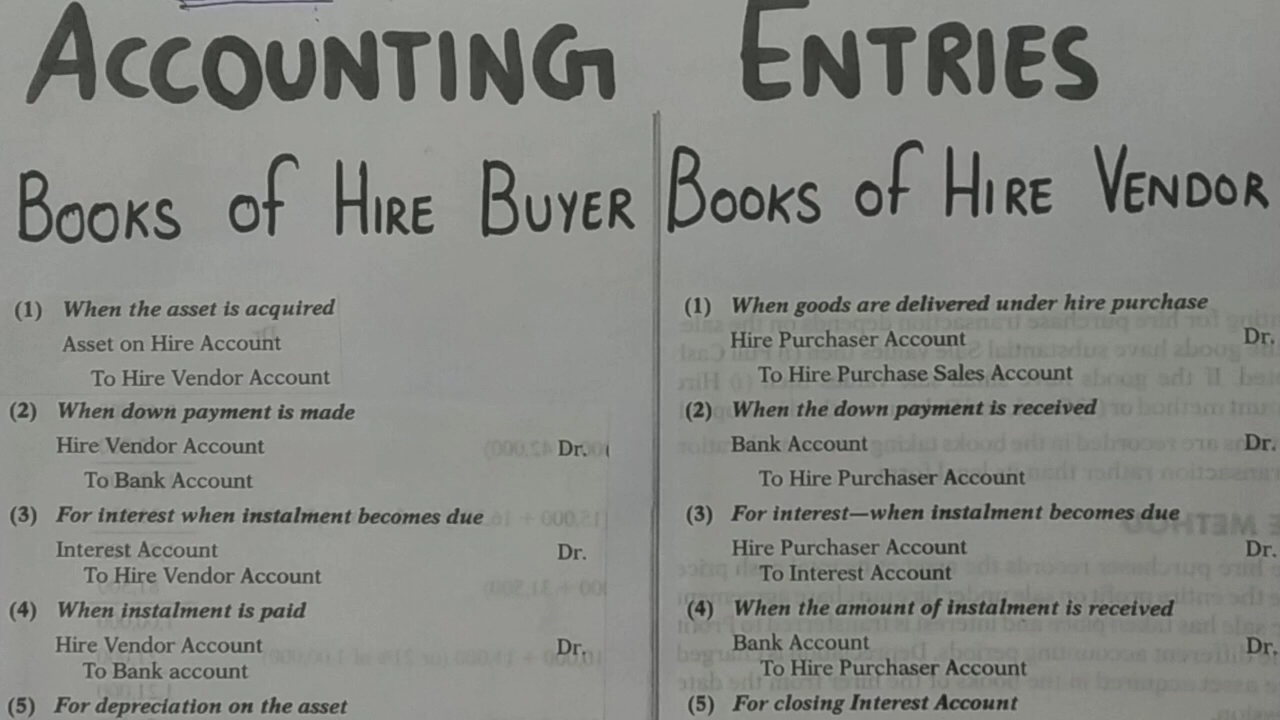 ACCOUNTING ENTRIES
BOOKS of HIRE BUYER
(1) When the asset is acquired
Asset on Hire Account
To Hire Vendor Account
(2) When down payment is made
Hire Vendor Account Dr.
To Bank Account
(3) For interest when instalment becomes due
Interest Account Dr.
To Hire Vendor Account
(4) When instalment is paid
Hire Vendor Account Dr.
To Bank account
(5) For depreciation on the asset
BOOKS of HIRE VENDOR
(1) When goods are delivered under hire purchase
Hire Purchaser Account Dr.
To Hire Purchase Sales Account
(2) When the down payment is received
Bank Account Dr.
To Hire Purchaser Account
(3) For interest—when instalment becomes due
Hire Purchaser Account Dr.
To Interest Account
(4) When the amount of instalment is received
Bank Account Dr.
To Hire Purchaser Account
(5) For closing Interest Account